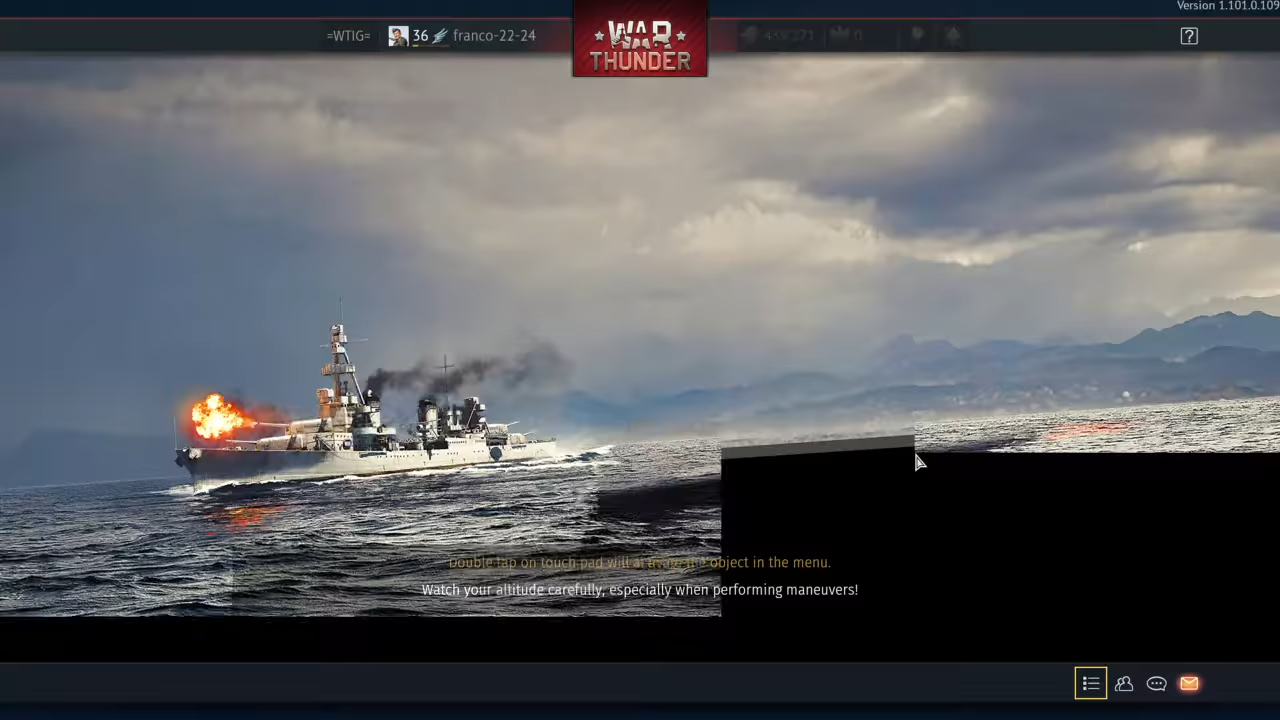 Version 1.101.0.109
=WTIG= 36 franco-22-24
WAR
THUNDER
?
Double tap on touch pad will object in the menu.
Watch your altitude carefully, especially when performing maneuvers!